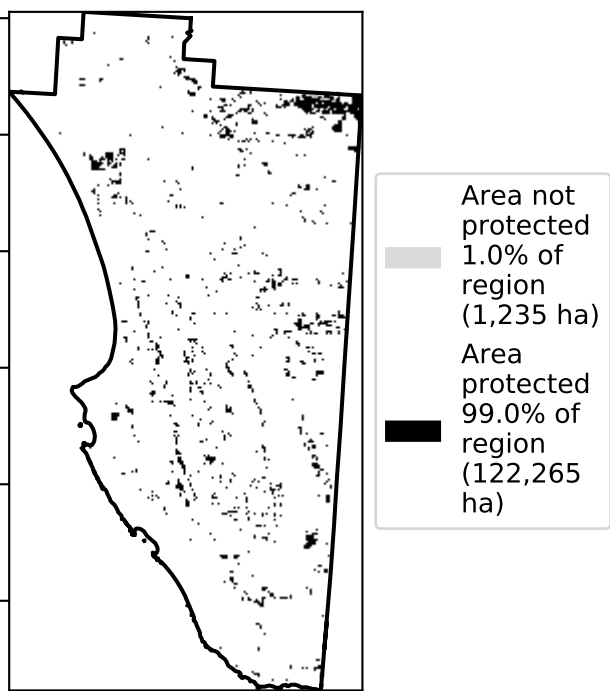 Area not
protected
1.0% of
region
(1,235 ha)
Area
protected
99.0% of
region
(122,265
ha)